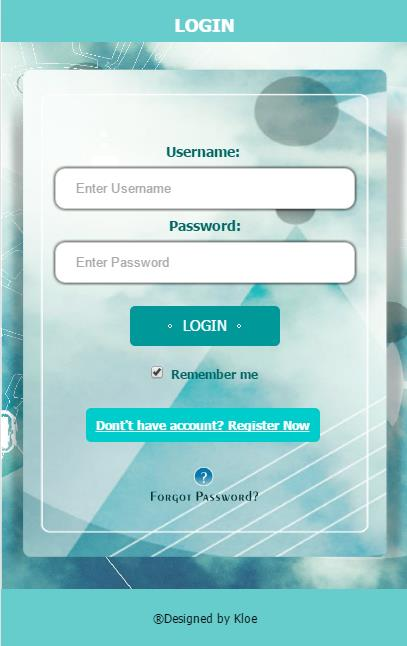 LOGIN
Username:
Enter Username
Password:
Enter Password
LOGIN
Remember me
Dont't have account? Register Now
?
Forgot Password?
®Designed by Kloe